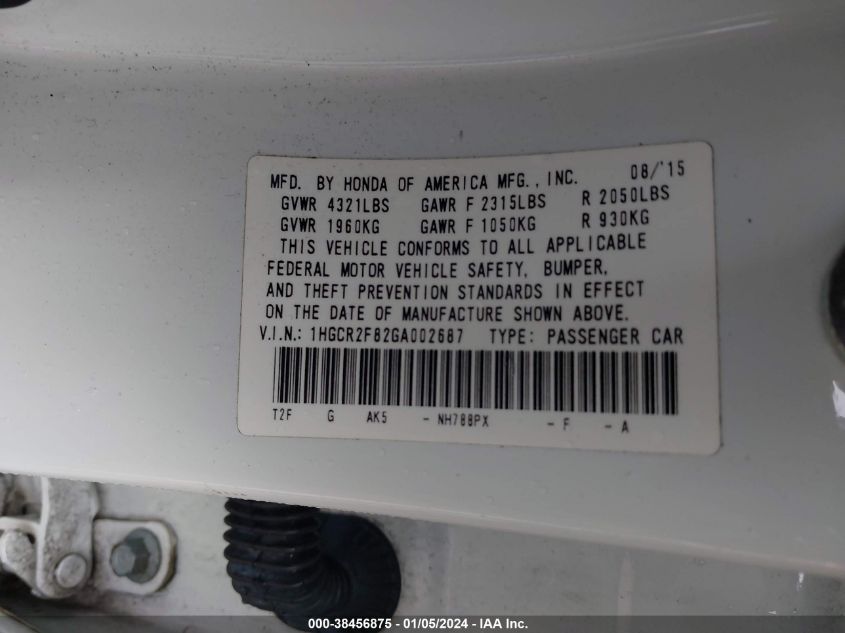 MFD. BY HONDA OF AMERICA MFG., INC. 08/'15
GVWR 4321LBS GAWR F 2315LBS R 2050LBS
GVWR 1960KG GAWR F 1050KG R 930KG
THIS VEHICLE CONFORMS TO ALL APPLICABLE
FEDERAL MOTOR VEHICLE SAFETY, BUMPER,
AND THEFT PREVENTION STANDARDS IN EFFECT
ON THE DATE OF MANUFACTURE SHOWN ABOVE.
V.I.N.: 1HGCR2F82GA002687 TYPE: PASSENGER CAR
T2F G AK5 - NH788PX - F - A
000-38456875 - 01/05/2024 - IAA Inc.